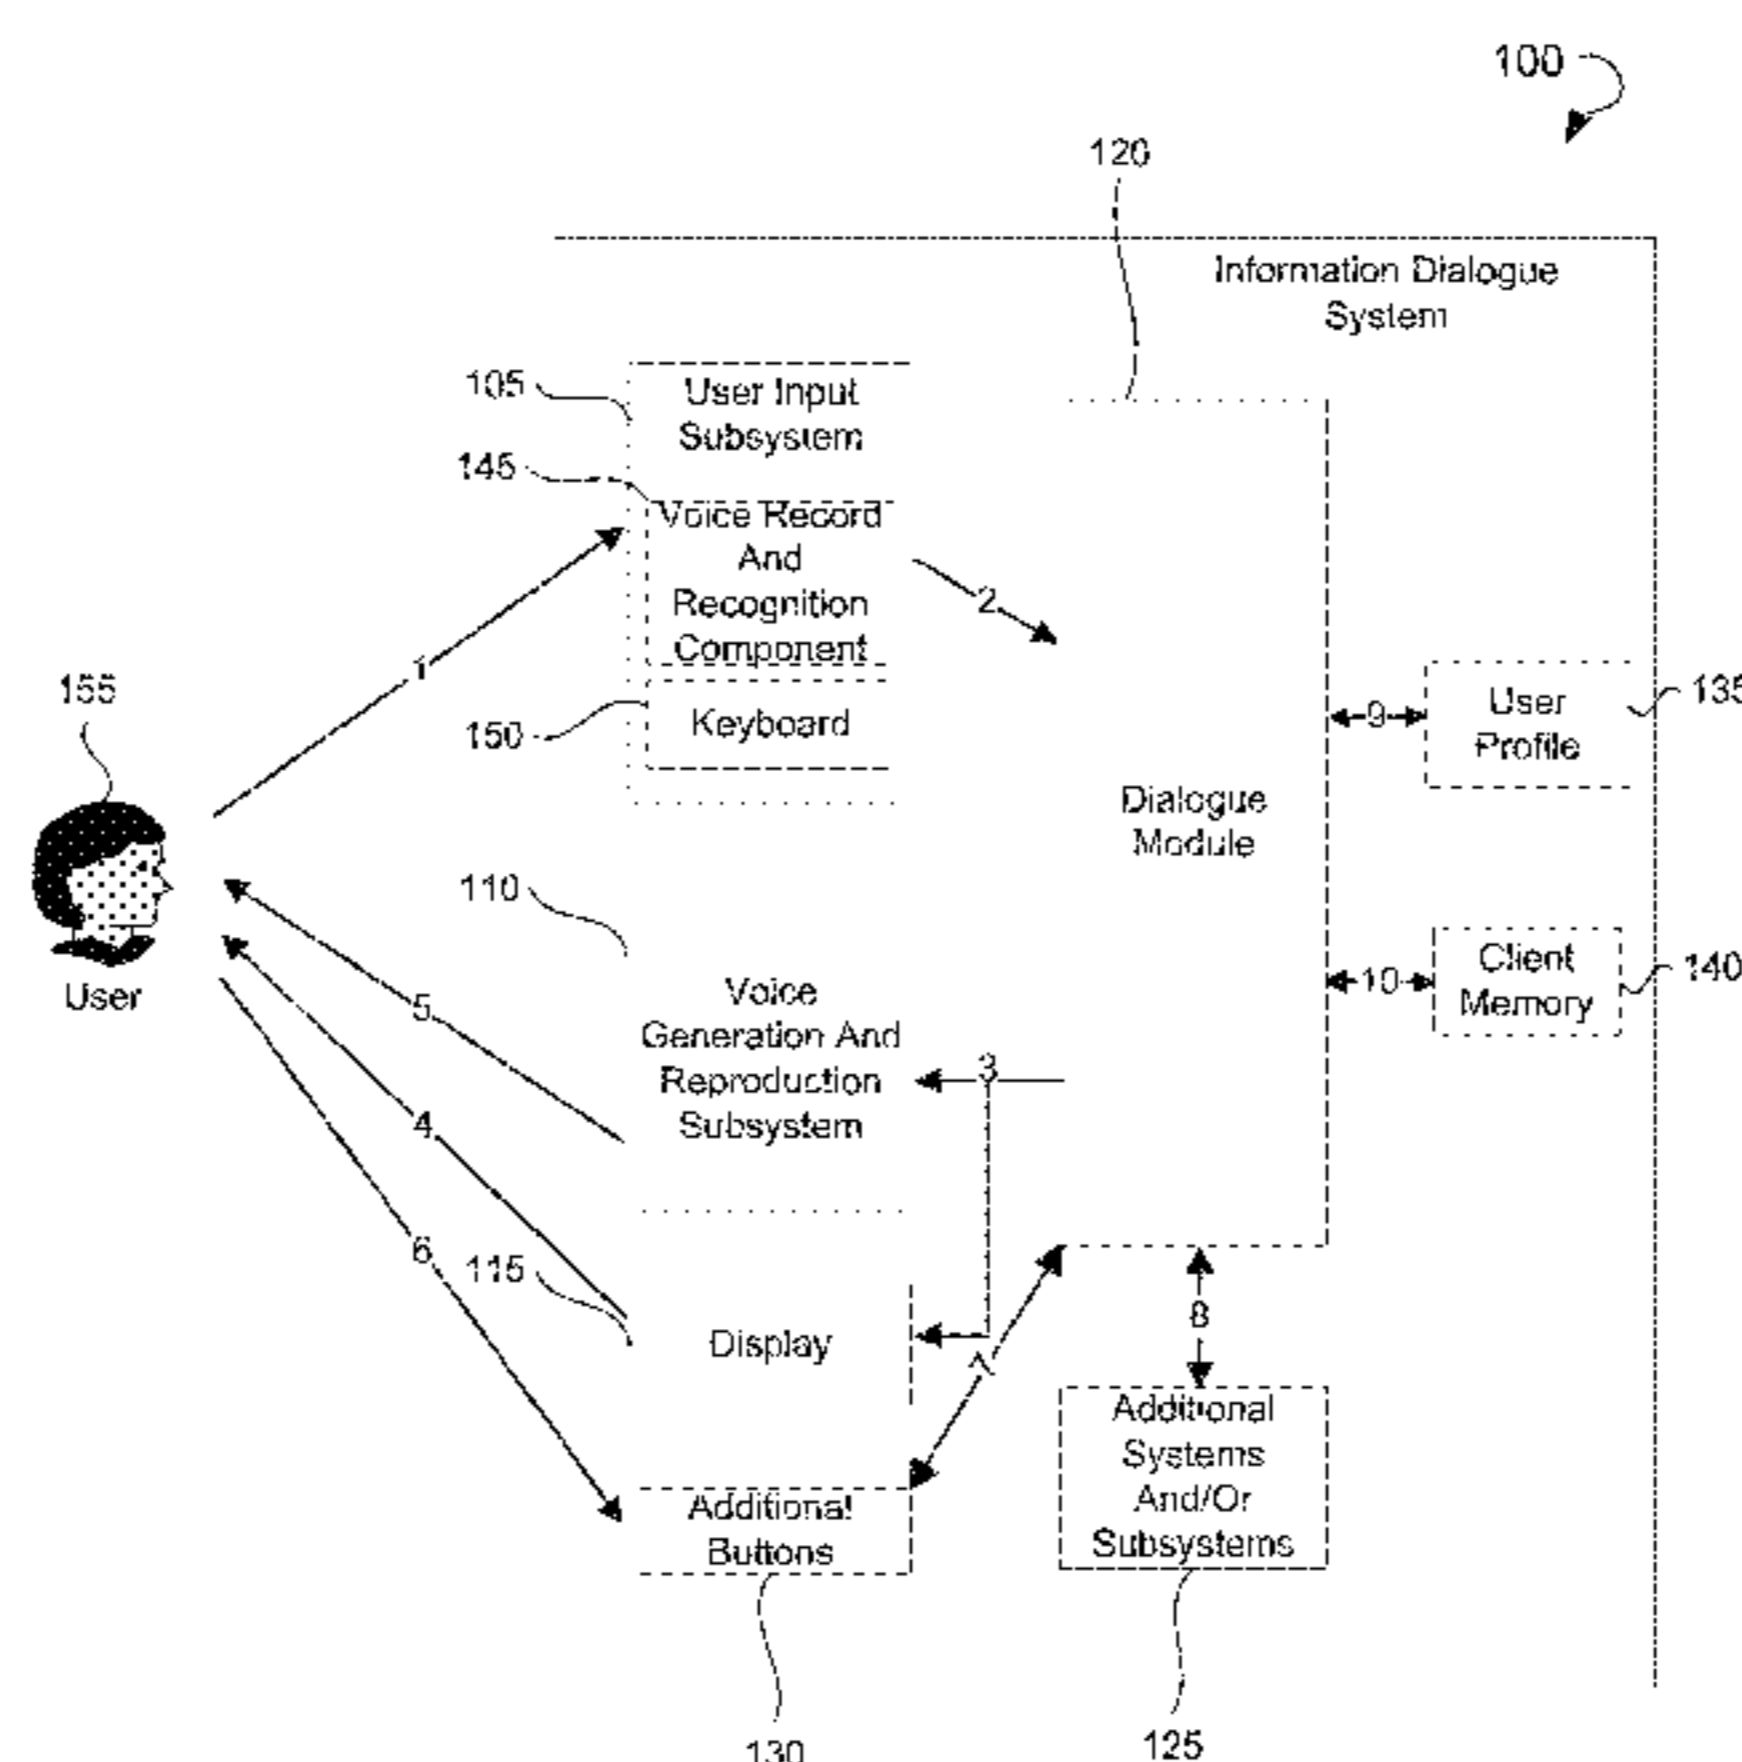 100
120
Information Dialogue
System
105
User Input
Subsystem
145
Voice Record
And
Recognition
Component
2
1
155
150
Keyboard
9
User
Profile
135
Dialogue
Module
110
User
5
Voice
Generation And
Reproduction
Subsystem
3
10
Client
Memory
140
4
6
115
Display
7
8
Additional
Systems
And/Or
Subsystems
Additional
Buttons
130
125